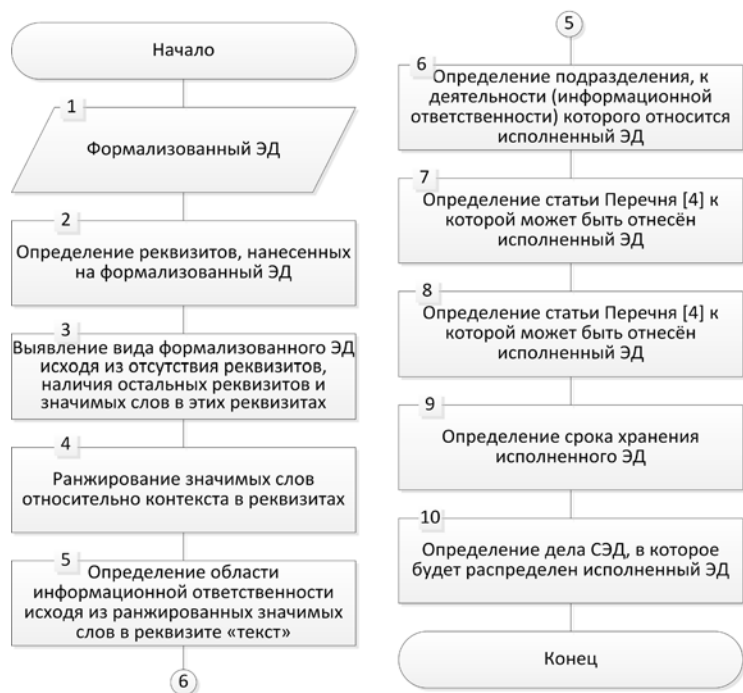 Начало
1
Формализованный ЭД
2
Определение реквизитов, нанесенных
на формализованный ЭД
3
Выявление вида формализованного ЭД
исходя из отсутствия реквизитов,
наличия остальных реквизитов и
значимых слов в этих реквизитах
4
Ранжирование значимых слов
относительно контекста в реквизитах
5
Определение области
информационной ответственности
исходя из ранжированных значимых
слов в реквизите «текст»
6
5
6
Определение подразделения, к
деятельности (информационной
ответственности) которого относится
исполненный ЭД
7
Определение статьи Перечня [4] к
которой может быть отнесён
исполненный ЭД
8
Определение статьи Перечня [4] к
которой может быть отнесён
исполненный ЭД
9
Определение срока хранения
исполненного ЭД
10
Определение дела СЭД, в которое
будет распределен исполненный ЭД
Конец